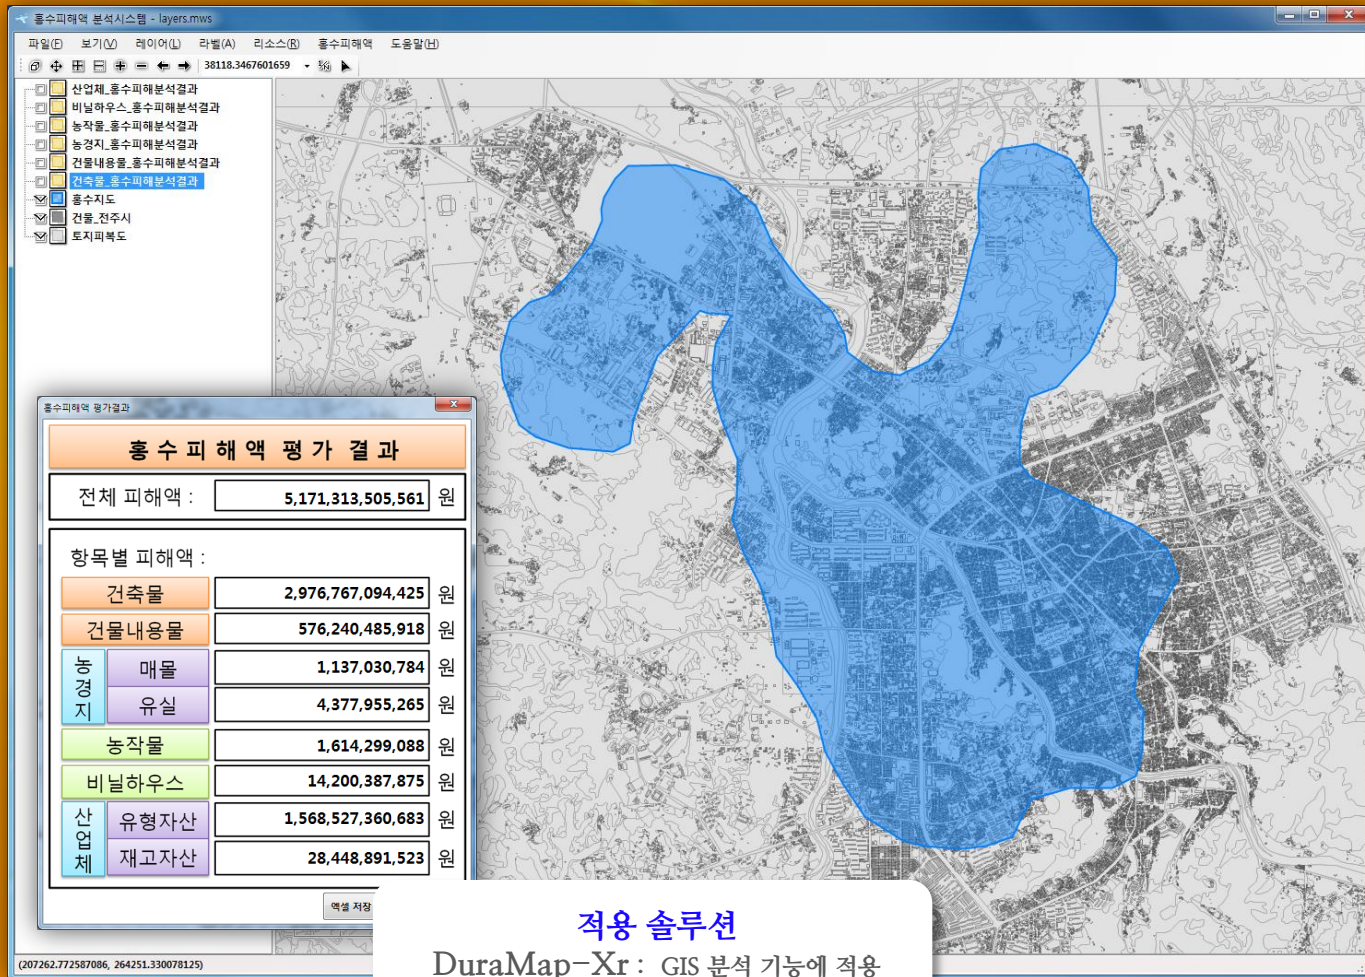 홍수피해액 분석시스템 - layers.mws
파일(F) 보기(V) 레이어(L) 라벨(A) 리소스(R) 홍수피해액 도움말(H)
38118.3467601659
산업체_홍수피해분석결과
비닐하우스_홍수피해분석결과
농작물_홍수피해분석결과
농경지_홍수피해분석결과
건물내용물_홍수피해분석결과
건축물_홍수피해분석결과
홍수지도
건물_전주시
토지피복도
홍수피해액 평가결과
홍 수 피 해 액 평 가 결 과
전체 피해액 : 5,171,313,505,561 원
항목별 피해액 :
건축물 2,976,767,094,425 원
건물내용물 576,240,485,918 원
농경지 매몰 1,137,030,784 원
유실 4,377,955,265 원
농작물 1,614,299,088 원
비닐하우스 14,200,387,875 원
산업체 유형자산 1,568,527,360,683 원
재고자산 28,448,891,523 원
엑셀 저장
적용 솔루션
DuraMap-Xr : GIS 분석 기능에 적용
(207262.772587086, 264251.330078125)